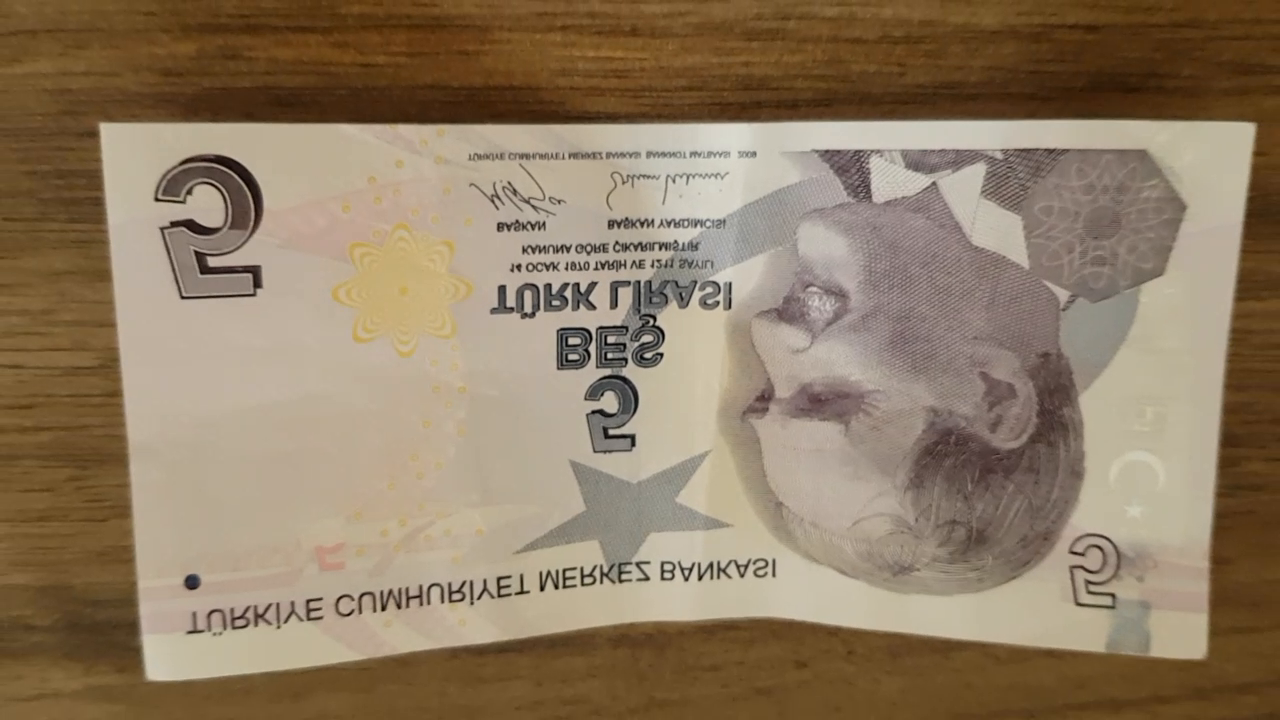 TÜRKİYE CUMHURİYET MERKEZ BANKASI
5
5
BEŞ
TÜRK LİRASI
14 OCAK 1970 TARİH VE 1211 SAYILI
KANUNA GÖRE ÇIKARILMIŞTIR.
BAŞKAN BAŞKAN YARDIMCISI
TÜRKİYE CUMHURİYET MERKEZ BANKASI BANKNOT MATBAASI 2009
5